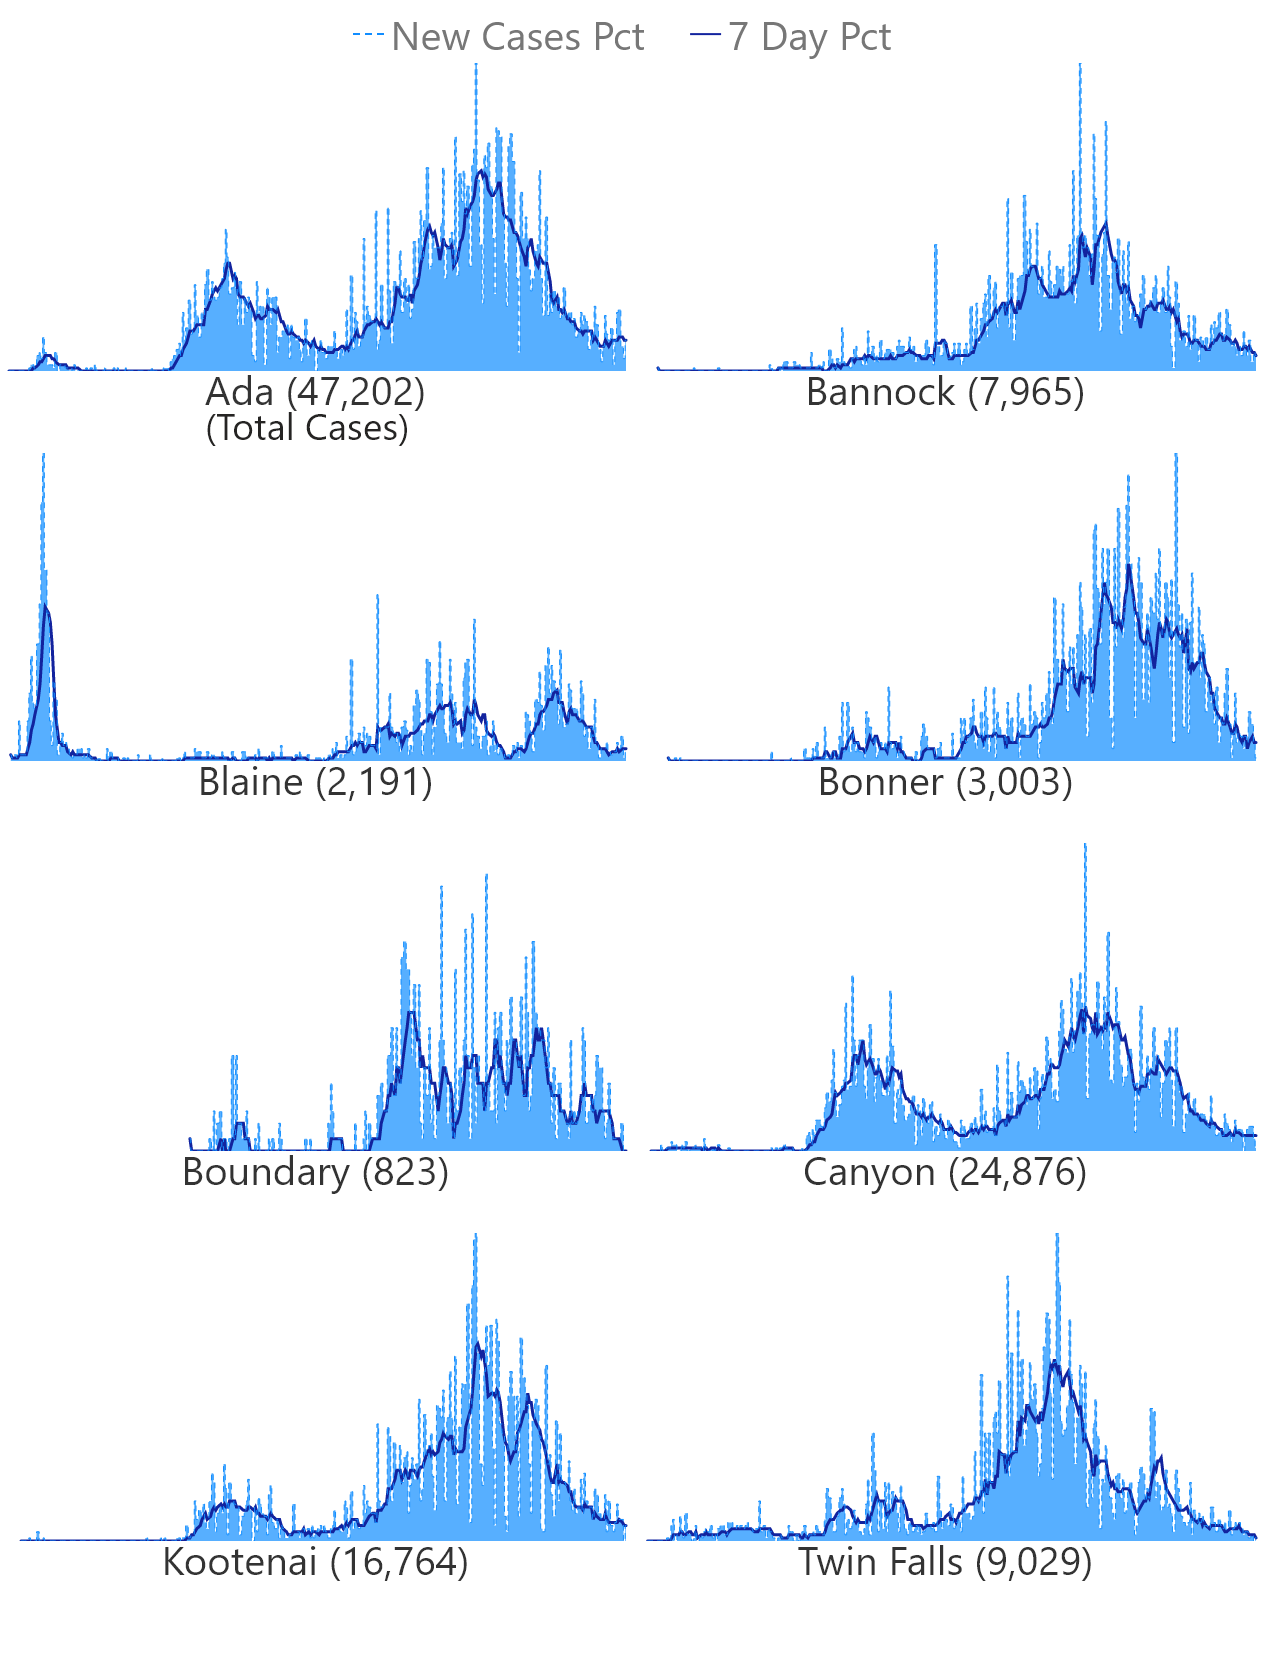 New Cases Pct 7 Day Pct
Ada (47,202) Bannock (7,965)
(Total Cases)
Blaine (2,191) Bonner (3,003)
Boundary (823) Canyon (24,876)
Kootenai (16,764) Twin Falls (9,029)